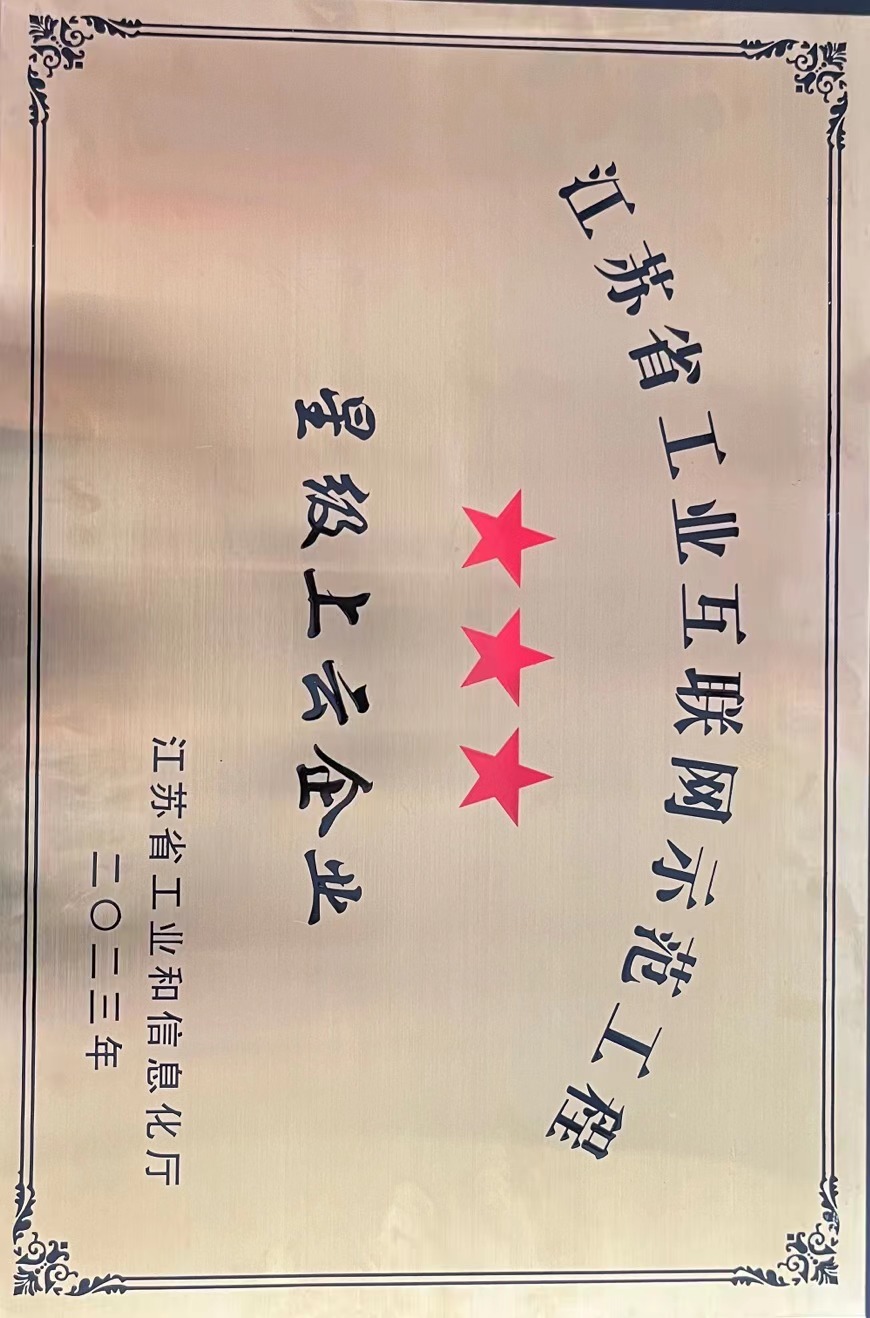 江苏省工业互联网示范工程
★★★
星级上云企业
江苏省工业和信息化厅
二〇二三年